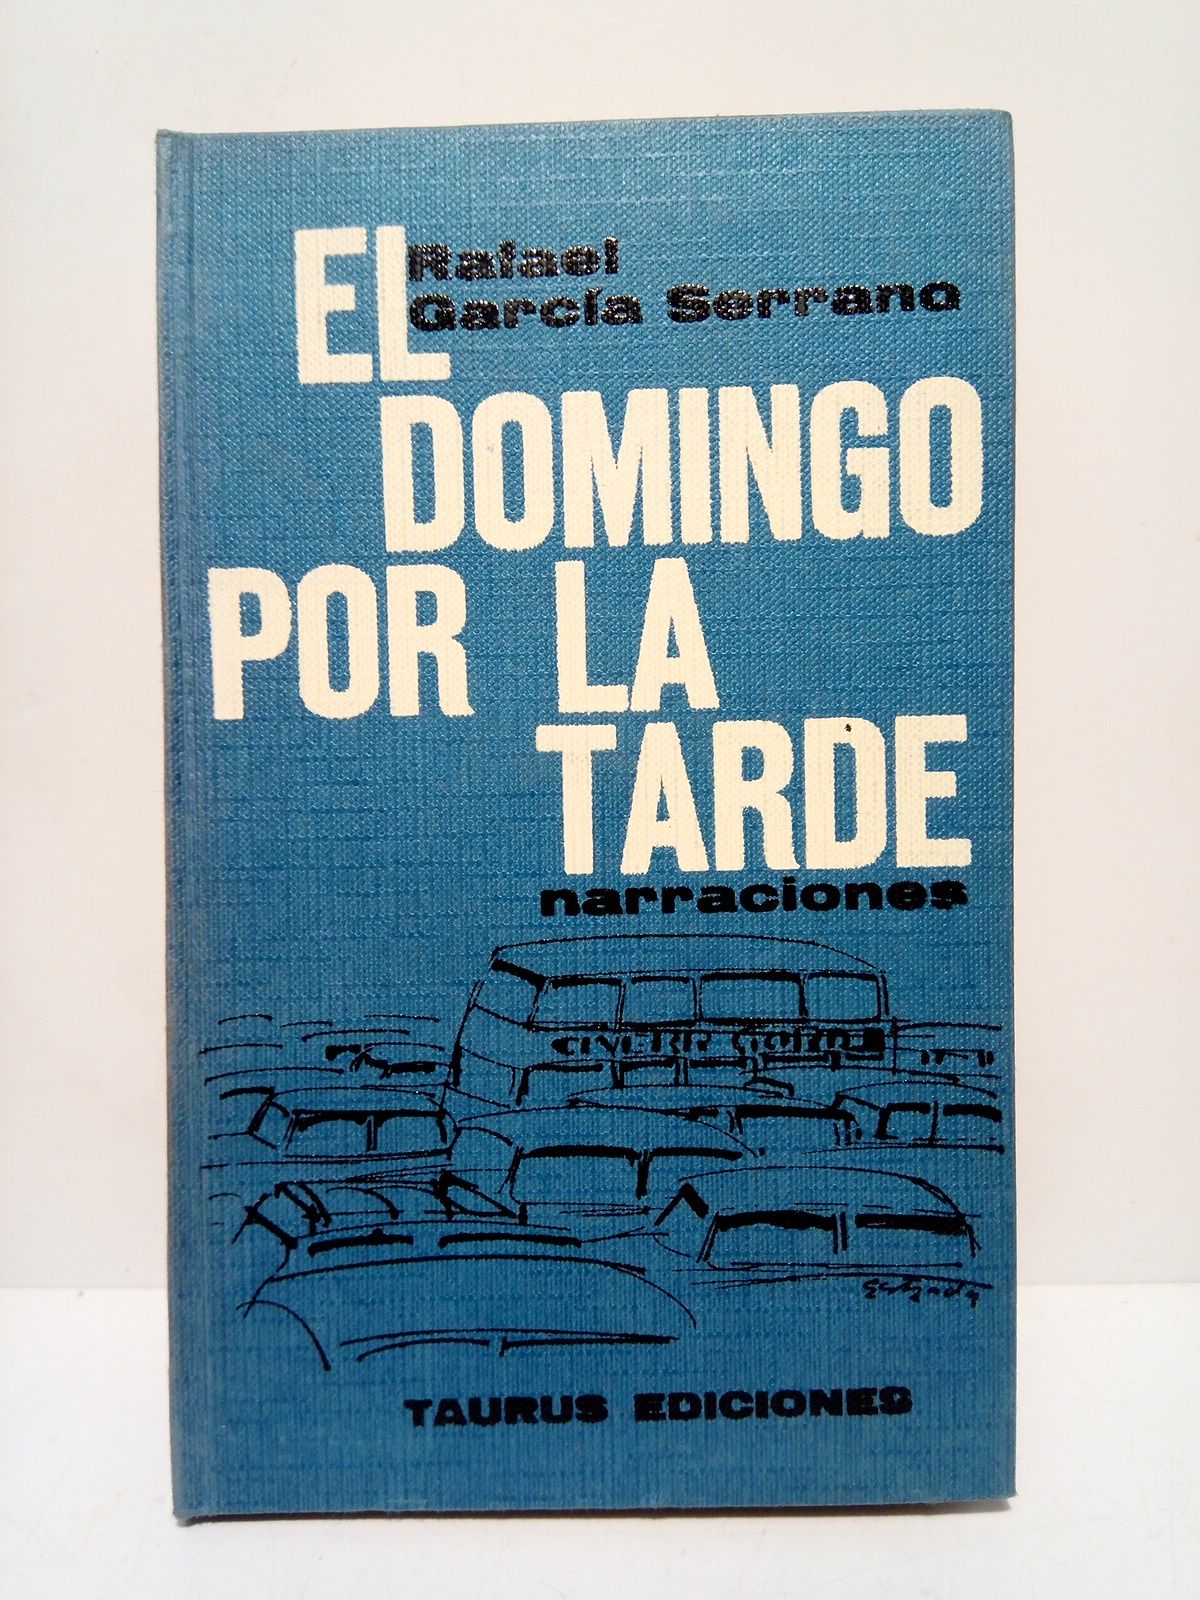 EL
Rafael
García Serrano
DOMINGO
POR LA
TARDE
narraciones
TAURUS EDICIONES